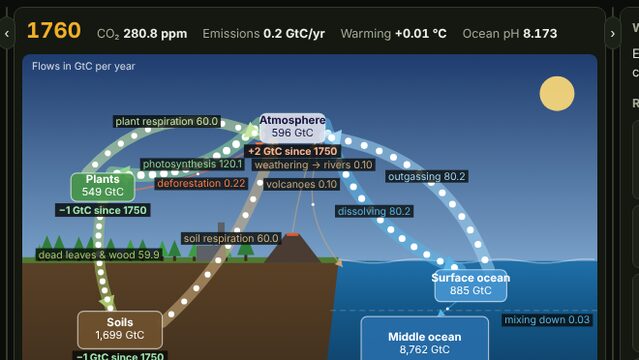 1760 CO₂ 280.8 ppm Emissions 0.2 GtC/yr Warming +0.01 °C Ocean pH 8.173
Flows in GtC per year
plant respiration 60.0
Atmosphere
596 GtC
+2 GtC since 1750
photosynthesis 120.1
weathering → rivers 0.10
Plants
549 GtC
deforestation 0.22
volcanoes 0.10
outgassing 80.2
−1 GtC since 1750
dissolving 80.2
soil respiration 60.0
dead leaves & wood 59.9
Surface ocean
885 GtC
Soils
1,699 GtC
mixing down 0.03
Middle ocean
8,762 GtC
−1 GtC since 1750